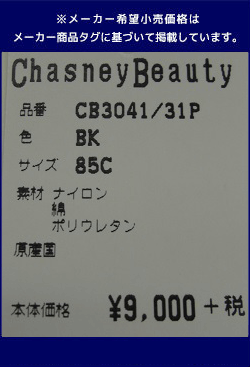 ※メーカー希望小売価格は
メーカー商品タグに基づいて掲載しています。
ChasneyBeauty
品番 CB3041/31P
色 BK
サイズ 85C
素材 ナイロン
綿
ポリウレタン
原産国
本体価格 ¥9,000+税